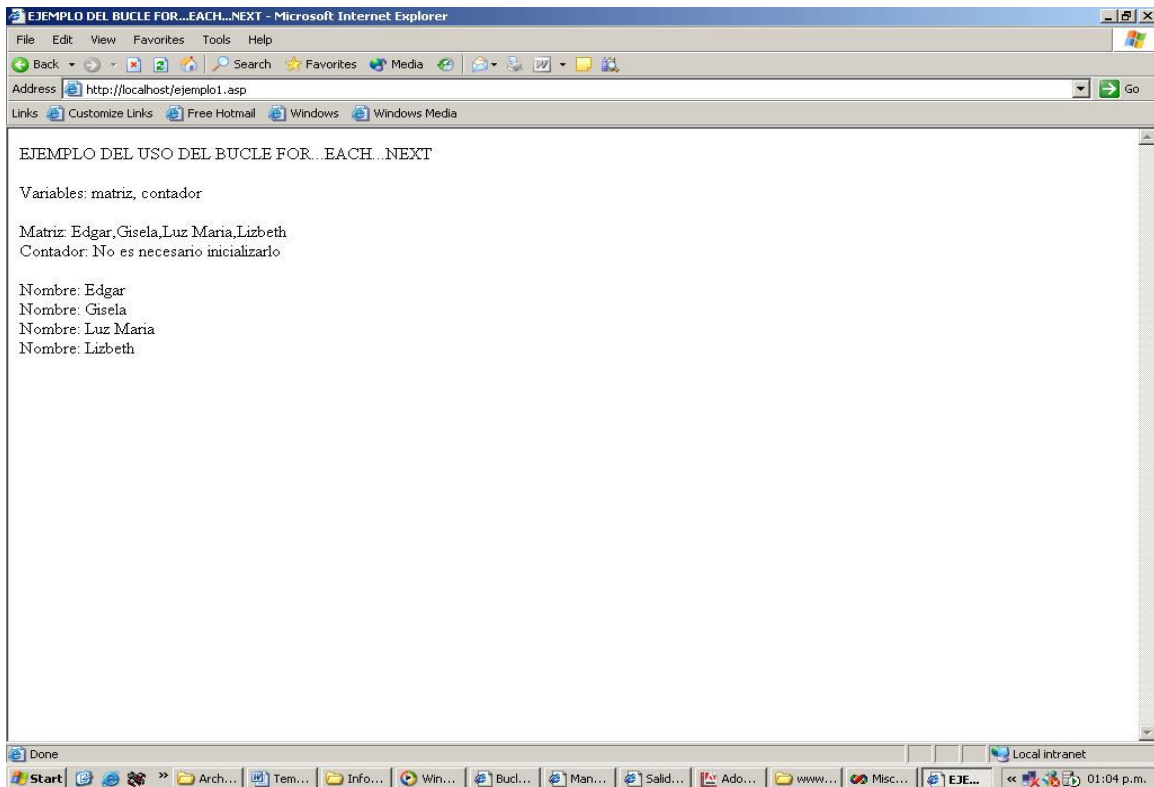 EJEMPLO DEL BUCLE FOR...EACH...NEXT - Microsoft Internet Explorer
File Edit View Favorites Tools Help
Back Search Favorites Media
Address http://localhost/ejemplo1.asp Go
Links Customize Links Free Hotmail Windows Windows Media
EJEMPLO DEL USO DEL BUCLE FOR...EACH...NEXT
Variables: matriz, contador
Matriz: Edgar,Gisela,Luz Maria,Lizbeth
Contador: No es necesario inicializarlo
Nombre: Edgar
Nombre: Gisela
Nombre: Luz Maria
Nombre: Lizbeth
Done Local intranet
Start » Arch... Tem... Info... Win... Bucl... Man... Salid... Ado... www... Misc... EJE... « 01:04 p.m.